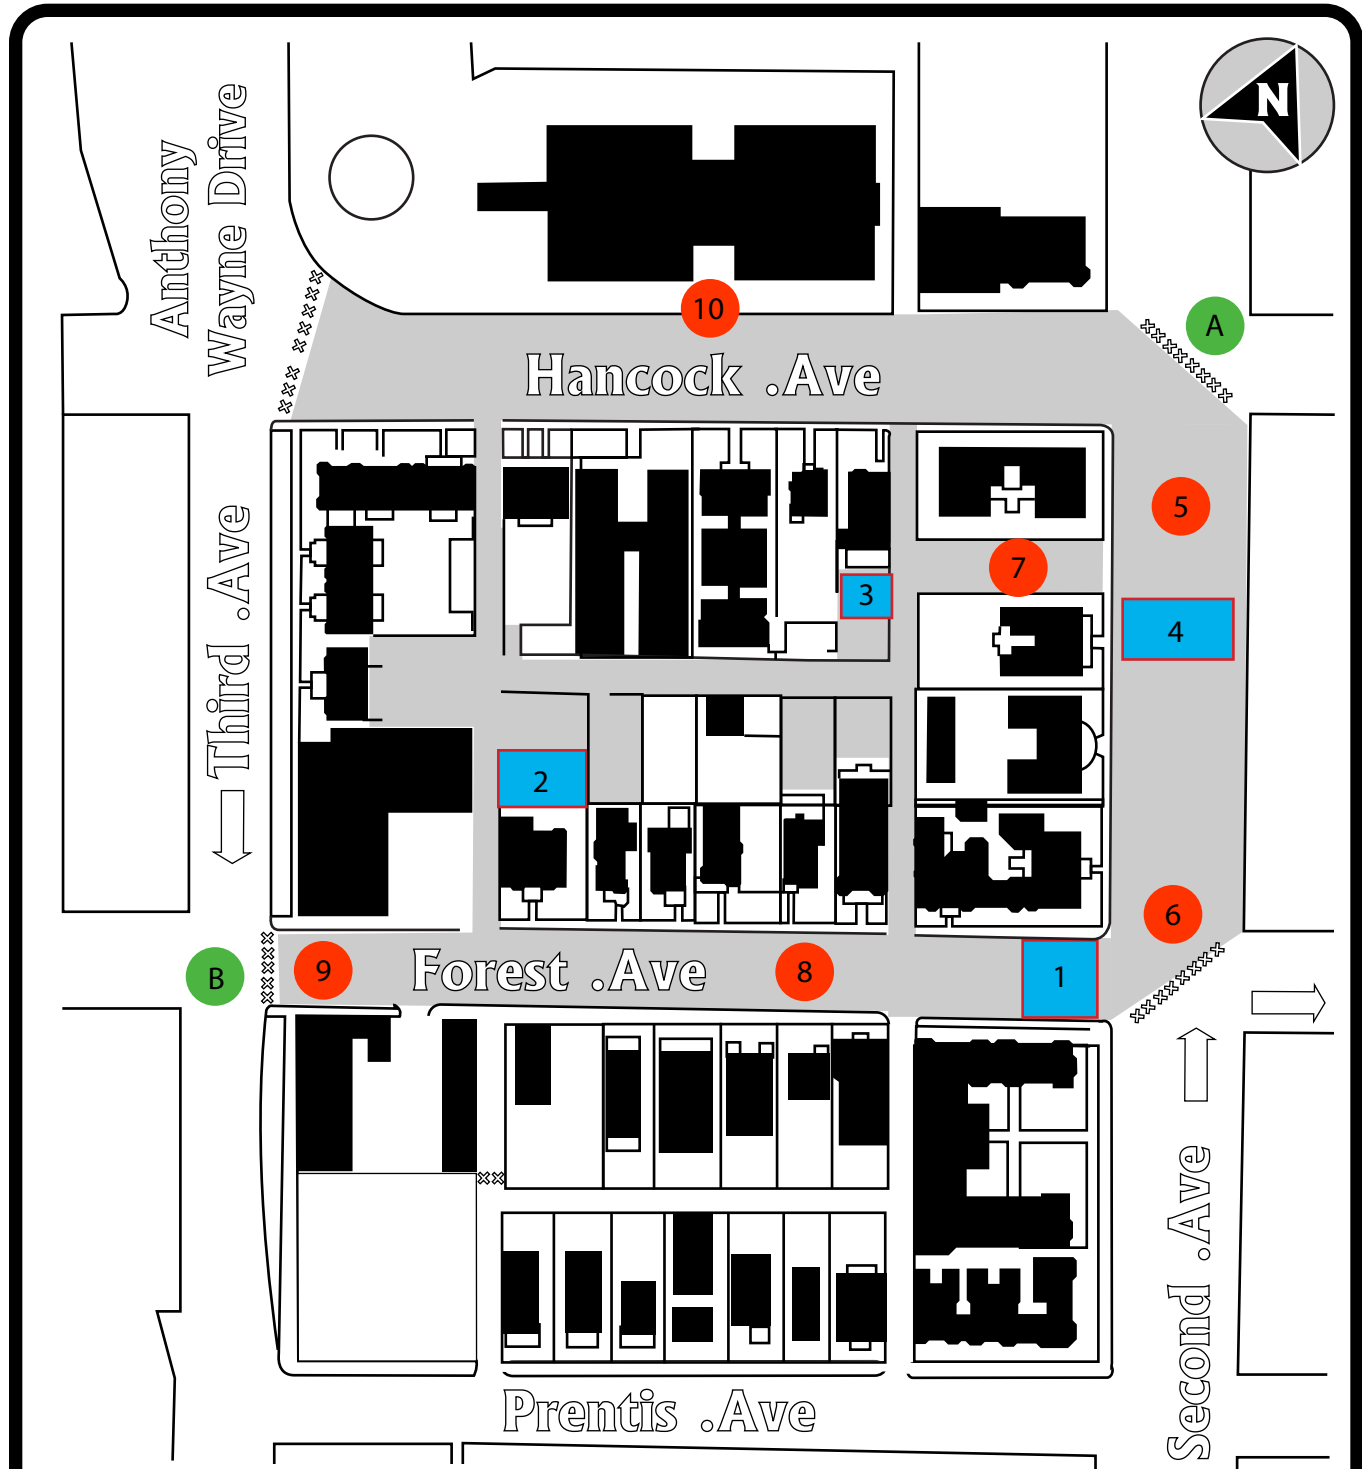 N
Anthony
Wayne Drive
10
A
Hancock .Ave
5
7
3
4
Third .Ave
2
6
B
9
Forest .Ave
8
1
Second .Ave
Prentis .Ave